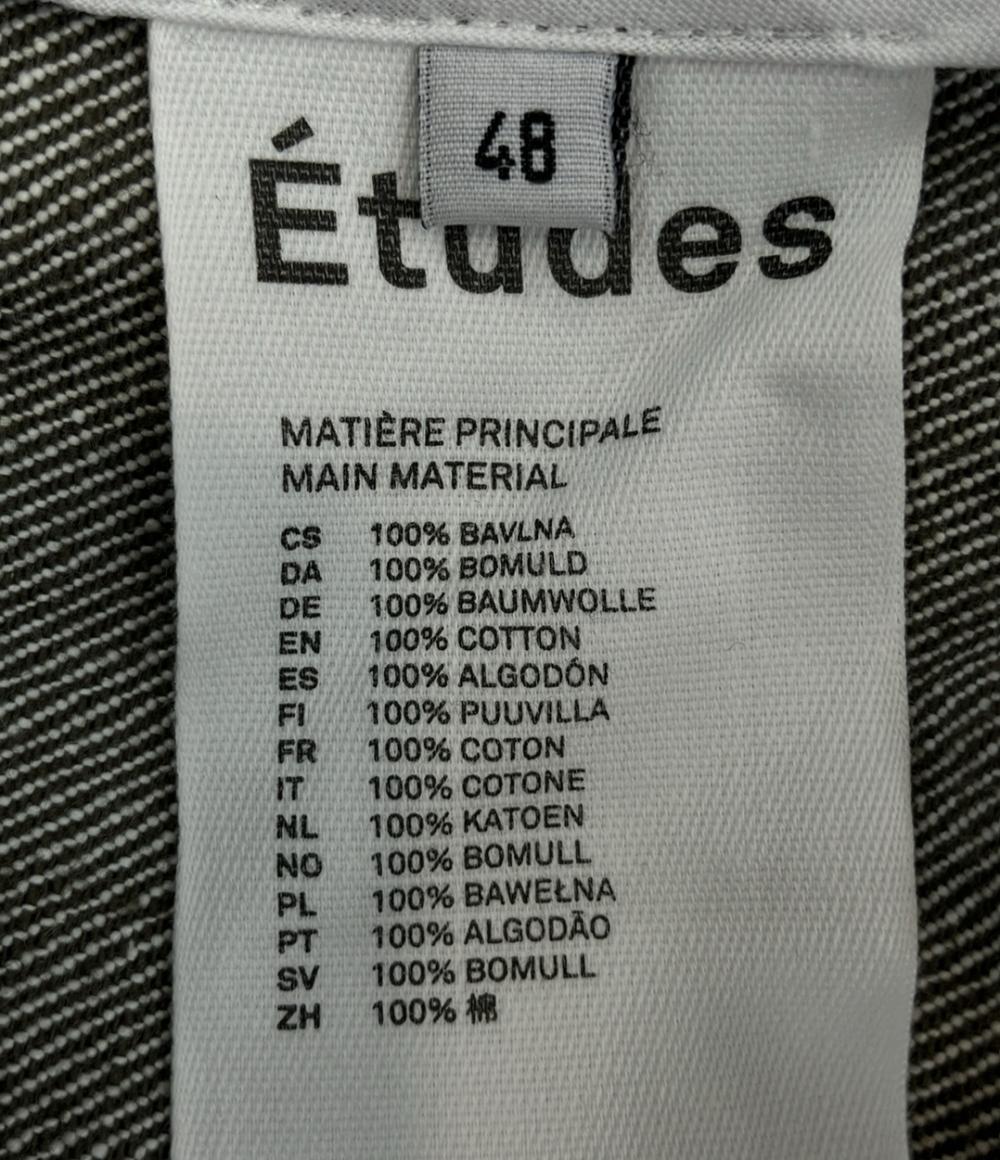 48
Études
MATIÈRE PRINCIPALE
MAIN MATERIAL
CS 100% BAVLNA
DA 100% BOMULD
DE 100% BAUMWOLLE
EN 100% COTTON
ES 100% ALGODÓN
FI 100% PUUVILLA
FR 100% COTON
IT 100% COTONE
NL 100% KATOEN
NO 100% BOMULL
PL 100% BAWEŁNA
PT 100% ALGODÃO
SV 100% BOMULL
ZH 100% 棉